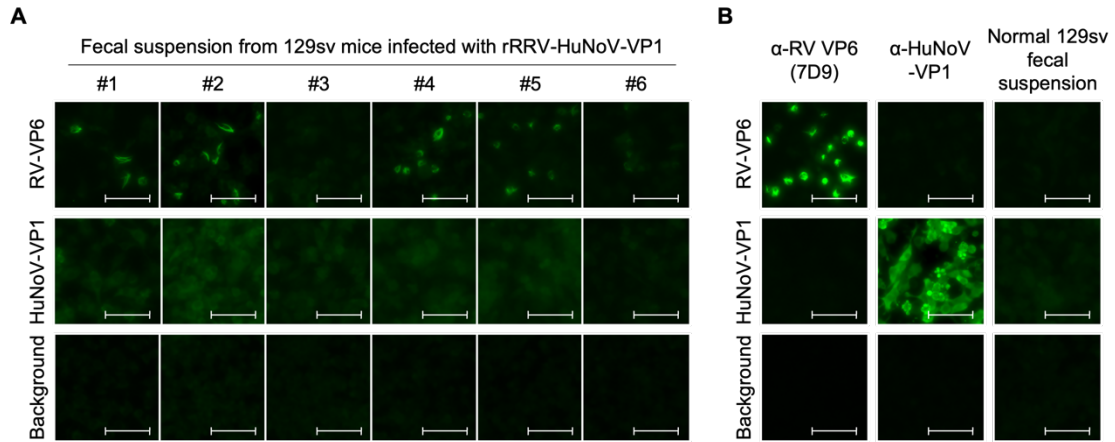 A
Fecal suspension from 129sv mice infected with rRRV-HuNoV-VP1
#1 #2 #3 #4 #5 #6
RV-VP6
HuNoV-VP1
Background
B
α-RV VP6
(7D9)
α-HuNoV
-VP1
Normal 129sv
fecal
suspension
RV-VP6
HuNoV-VP1
Background